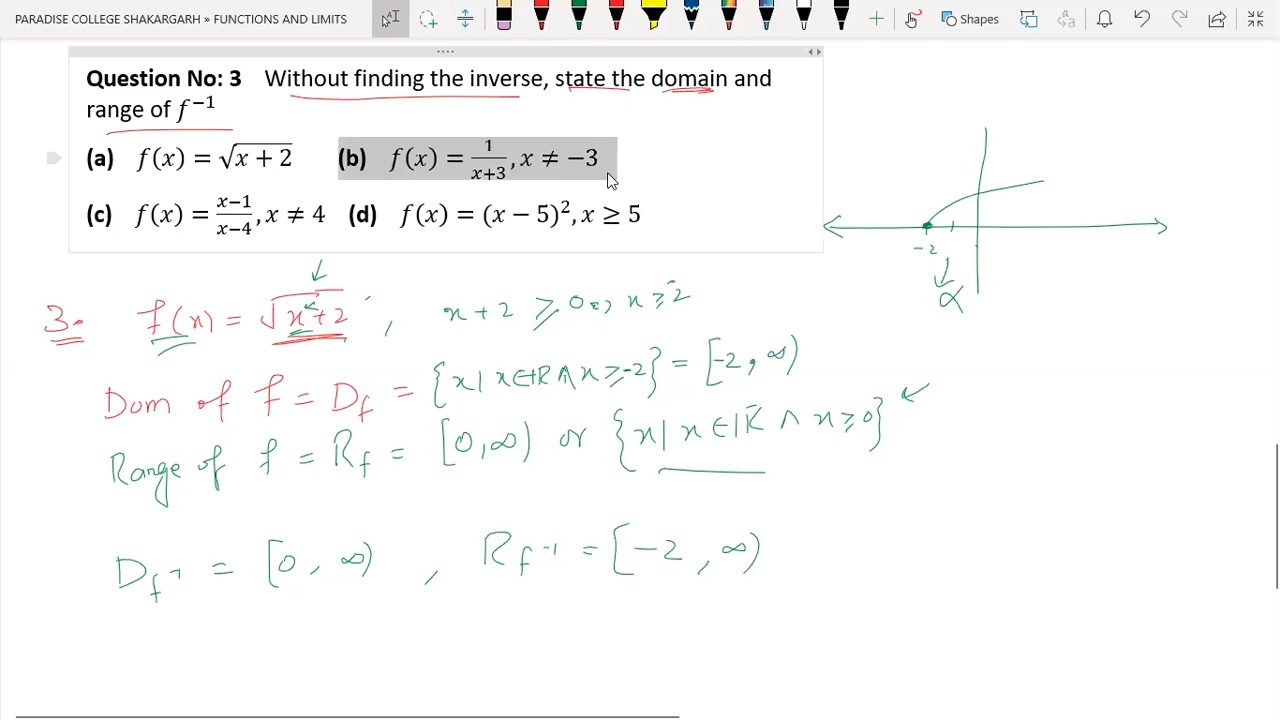 PARADISE COLLEGE SHAKARGARH » FUNCTIONS AND LIMITS
Shapes
Question No: 3 Without finding the inverse, state the domain and
range of f⁻¹
(a) f(x) = √(x + 2) (b) f(x) = 1/(x+3), x ≠ −3
(c) f(x) = (x−1)/(x−4), x ≠ 4 (d) f(x) = (x − 5)², x ≥ 5
-2
α
3. f(x) = √(x+2) , x+2 ≥ 0 ⇒ x ≥ -2
Dom of f = D_f = {x | x ∈ R ∧ x ≥ -2} = [-2, ∞)
Range of f = R_f = [0, ∞) or {x | x ∈ R ∧ x ≥ 0}
D_f⁻¹ = [0, ∞) , R_f⁻¹ = [-2, ∞)